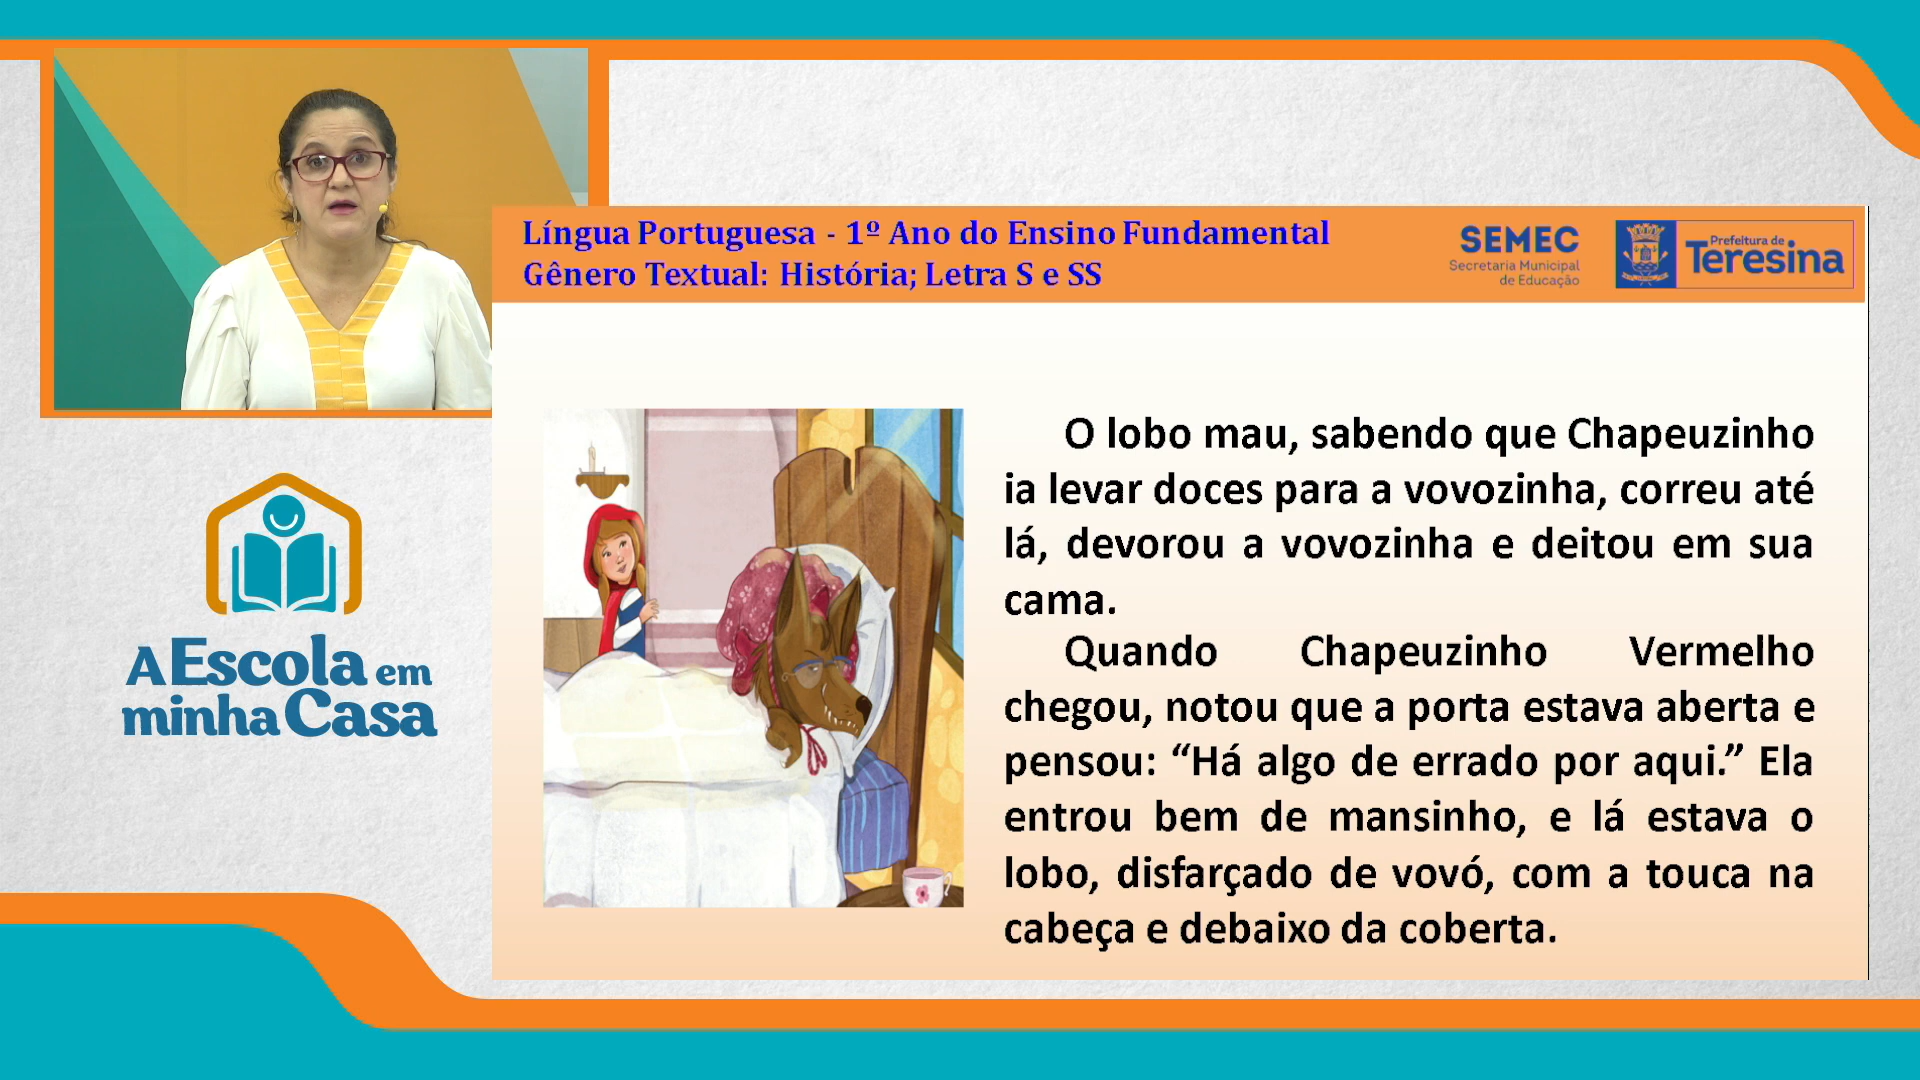 Língua Portuguesa - 1º Ano do Ensino Fundamental
Gênero Textual: História; Letra S e SS
SEMEC
Secretaria Municipal
de Educação
Prefeitura de
Teresina
O lobo mau, sabendo que Chapeuzinho
ia levar doces para a vovozinha, correu até
lá, devorou a vovozinha e deitou em sua
cama.
Quando Chapeuzinho Vermelho
chegou, notou que a porta estava aberta e
pensou: “Há algo de errado por aqui.” Ela
entrou bem de mansinho, e lá estava o
lobo, disfarçado de vovó, com a touca na
cabeça e debaixo da coberta.
A Escola em
minha Casa